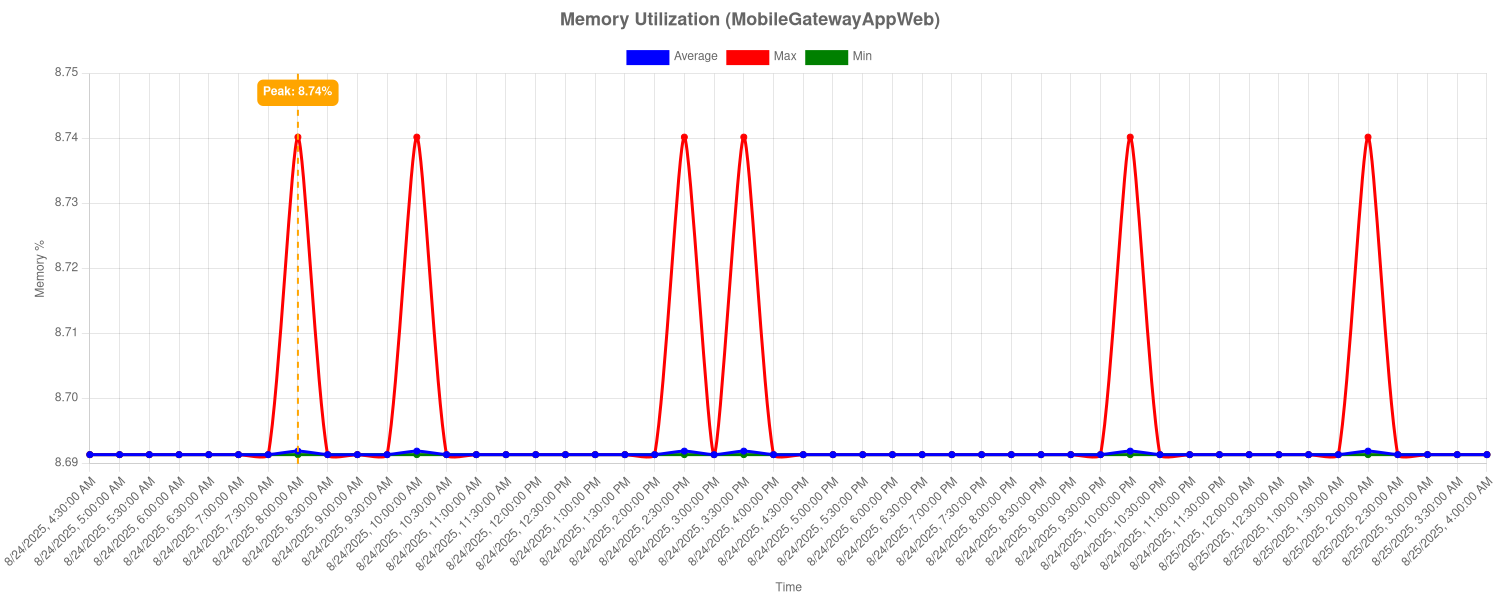 Memory Utilization (MobileGatewayAppWeb)
Average Max Min
8.75
Peak: 8.74%
8.74
8.73
8.72
Memory %
8.71
8.70
8.69
8/24/2025, 4:30:00 AM
8/24/2025, 5:00:00 AM
8/24/2025, 5:30:00 AM
8/24/2025, 6:00:00 AM
8/24/2025, 6:30:00 AM
8/24/2025, 7:00:00 AM
8/24/2025, 7:30:00 AM
8/24/2025, 8:00:00 AM
8/24/2025, 8:30:00 AM
8/24/2025, 9:00:00 AM
8/24/2025, 9:30:00 AM
8/24/2025, 10:00:00 AM
8/24/2025, 10:30:00 AM
8/24/2025, 11:00:00 AM
8/24/2025, 11:30:00 AM
8/24/2025, 12:00:00 PM
8/24/2025, 12:30:00 PM
8/24/2025, 1:00:00 PM
8/24/2025, 1:30:00 PM
8/24/2025, 2:00:00 PM
8/24/2025, 2:30:00 PM
8/24/2025, 3:00:00 PM
8/24/2025, 3:30:00 PM
8/24/2025, 4:00:00 PM
8/24/2025, 4:30:00 PM
8/24/2025, 5:00:00 PM
8/24/2025, 5:30:00 PM
8/24/2025, 6:00:00 PM
8/24/2025, 6:30:00 PM
8/24/2025, 7:00:00 PM
8/24/2025, 7:30:00 PM
8/24/2025, 8:00:00 PM
8/24/2025, 8:30:00 PM
8/24/2025, 9:00:00 PM
8/24/2025, 9:30:00 PM
8/24/2025, 10:00:00 PM
8/24/2025, 10:30:00 PM
8/24/2025, 11:00:00 PM
8/24/2025, 11:30:00 PM
8/25/2025, 12:00:00 AM
8/25/2025, 12:30:00 AM
8/25/2025, 1:00:00 AM
8/25/2025, 1:30:00 AM
8/25/2025, 2:00:00 AM
8/25/2025, 2:30:00 AM
8/25/2025, 3:00:00 AM
8/25/2025, 3:30:00 AM
8/25/2025, 4:00:00 AM
Time